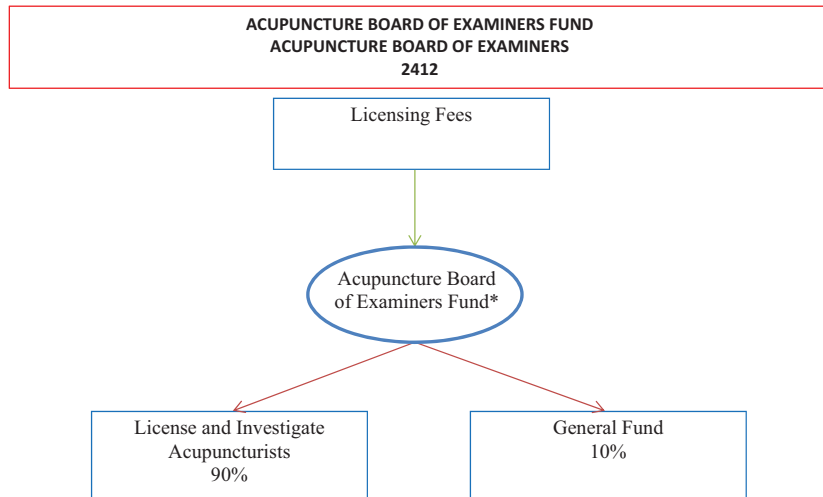 ACUPUNCTURE BOARD OF EXAMINERS FUND
ACUPUNCTURE BOARD OF EXAMINERS
2412
Licensing Fees
Acupuncture Board
of Examiners Fund*
License and Investigate
Acupuncturists
90%
General Fund
10%